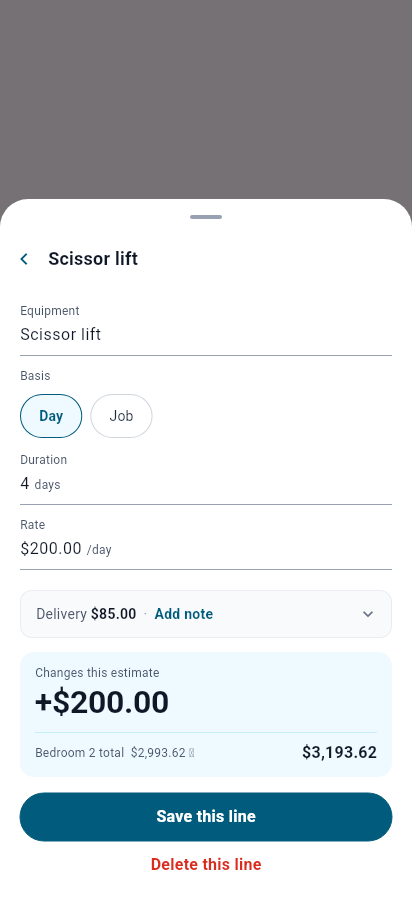 Scissor lift
Equipment
Scissor lift
Basis
Day Job
Duration
4 days
Rate
$200.00 /day
Delivery $85.00 · Add note
Changes this estimate
+$200.00
Bedroom 2 total $2,993.62 $3,193.62
Save this line
Delete this line